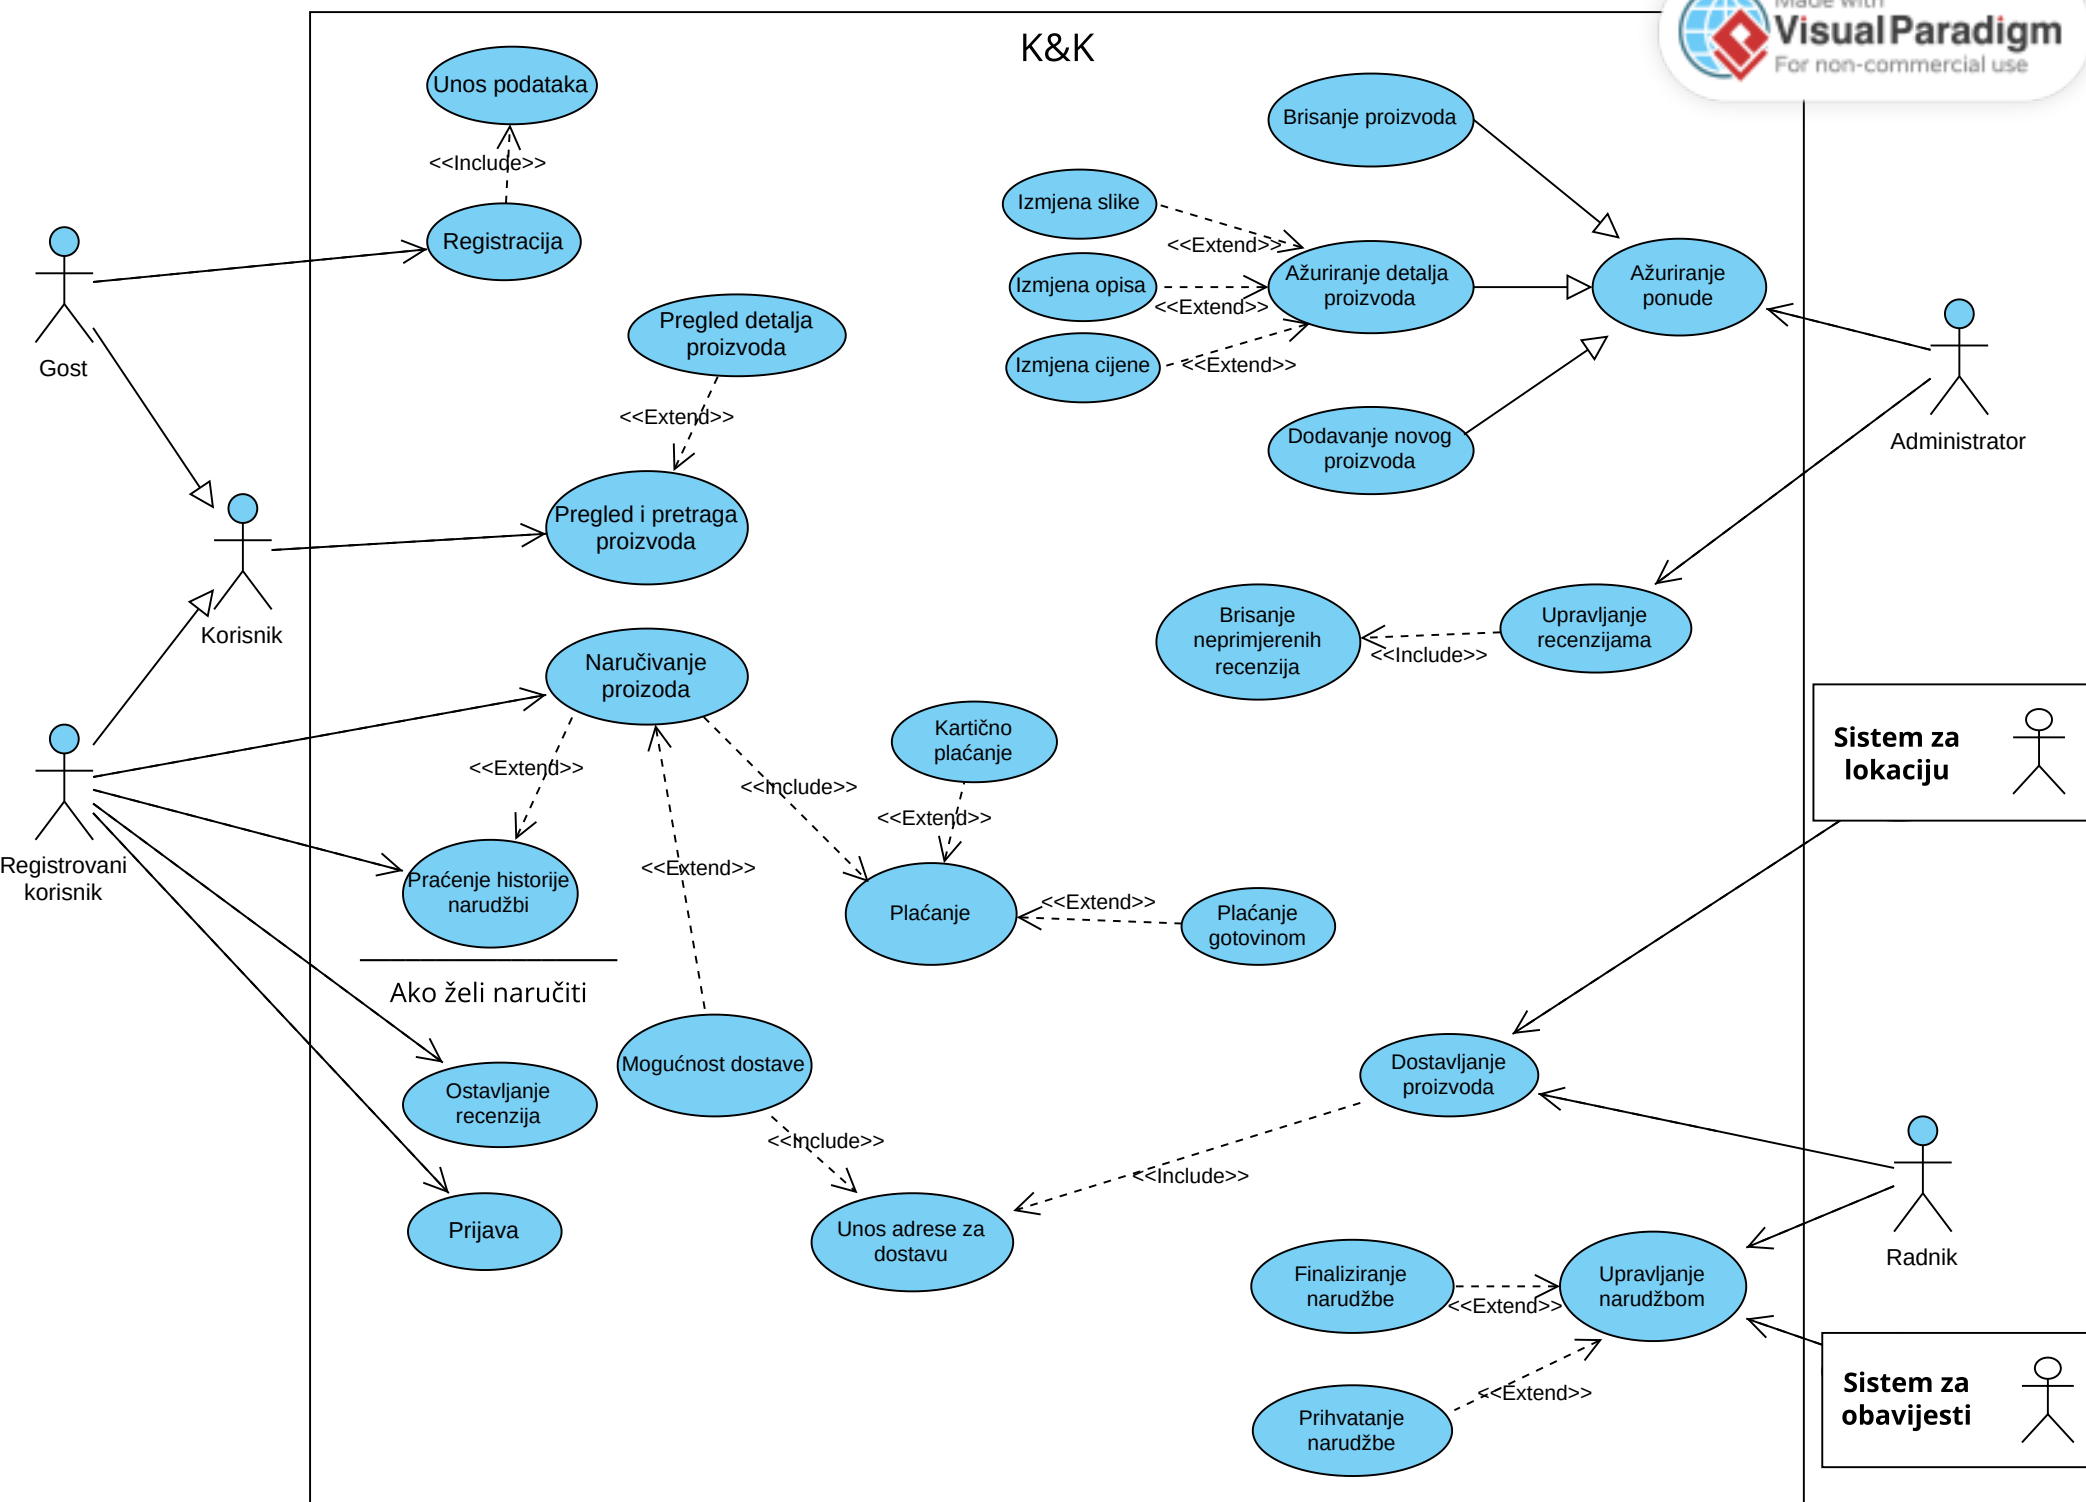 Made with
Visual Paradigm
For non-commercial use
K&K
Unos podataka
<<Include>>
Registracija
Gost
Pregled detalja
proizvoda
<<Extend>>
Pregled i pretraga
proizvoda
Korisnik
Brisanje proizvoda
Izmjena slike
<<Extend>>
Izmjena opisa
<<Extend>>
Izmjena cijene
<<Extend>>
Ažuriranje detalja
proizvoda
Ažuriranje
ponude
Dodavanje novog
proizvoda
Administrator
Brisanje
neprimjerenih
recenzija
<<Include>>
Upravljanje
recenzijama
Naručivanje
proizoda
<<Extend>>
<<Include>>
<<Extend>>
Kartično
plaćanje
<<Extend>>
Plaćanje
<<Extend>>
Plaćanje
gotovinom
Sistem za
lokaciju
Registrovani
korisnik
Praćenje historije
narudžbi
Ako želi naručiti
Mogućnost dostave
Ostavljanje
recenzija
<<Include>>
Prijava
Unos adrese za
dostavu
<<Include>>
Dostavljanje
proizvoda
Radnik
Finaliziranje
narudžbe
<<Extend>>
Upravljanje
narudžbom
Prihvatanje
narudžbe
<<Extend>>
Sistem za
obavijesti